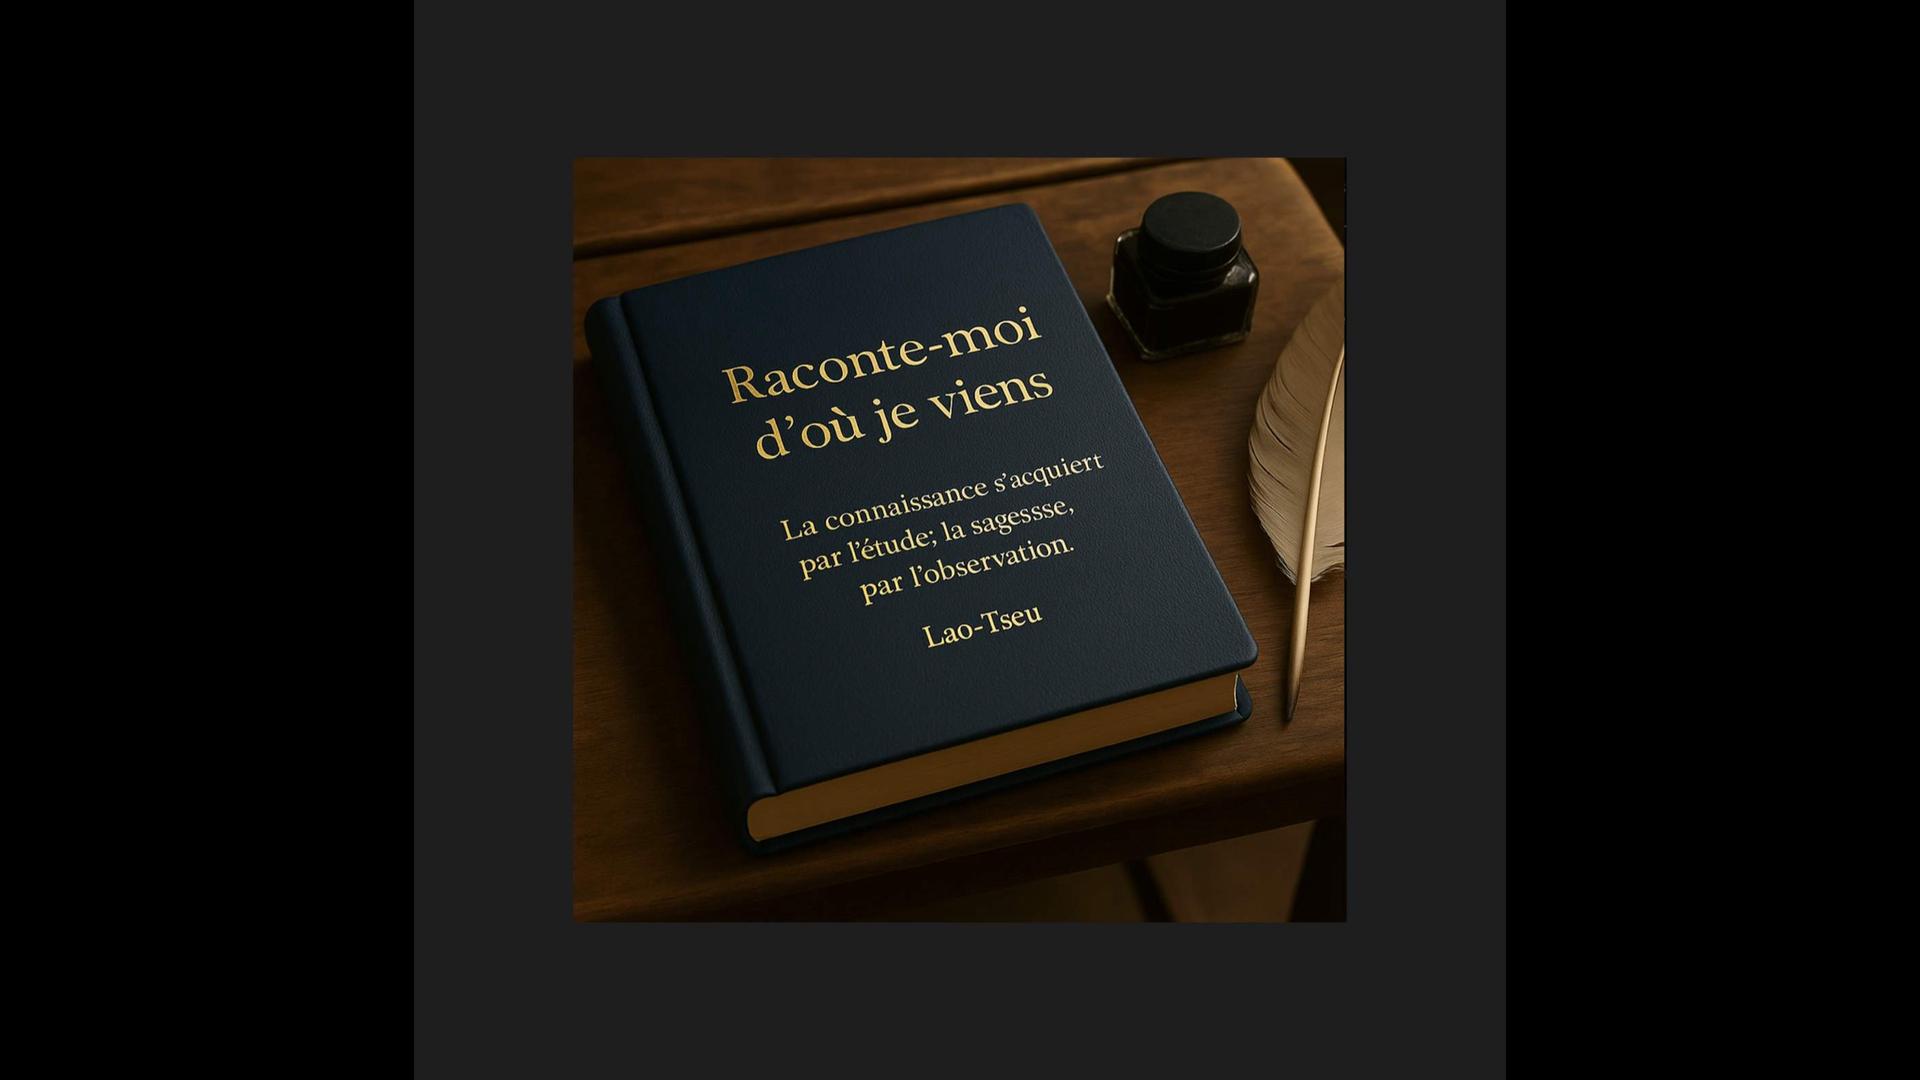 Raconte-moi
d'où je viens
La connaissance s'acquiert
par l'étude; la sagessse,
par l'observation.
Lao-Tseu